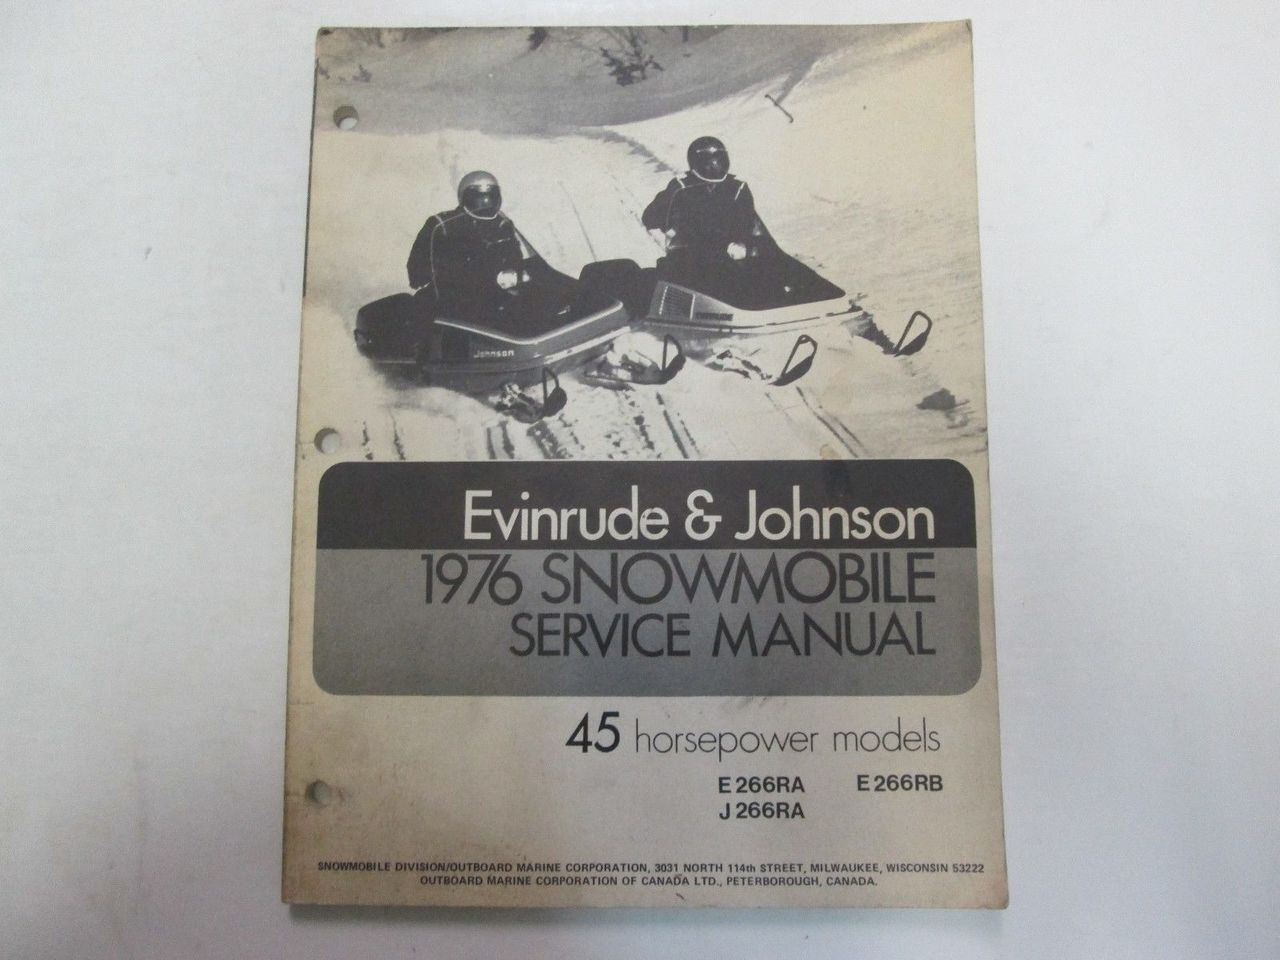 Johnson
EVINRUDE
Evinrude & Johnson
1976 SNOWMOBILE
SERVICE MANUAL
45 horsepower models
E266RA E266RB
J266RA
SNOWMOBILE DIVISION/OUTBOARD MARINE CORPORATION, 3031 NORTH 114th STREET, MILWAUKEE, WISCONSIN 53222
OUTBOARD MARINE CORPORATION OF CANADA LTD., PETERBOROUGH, CANADA.